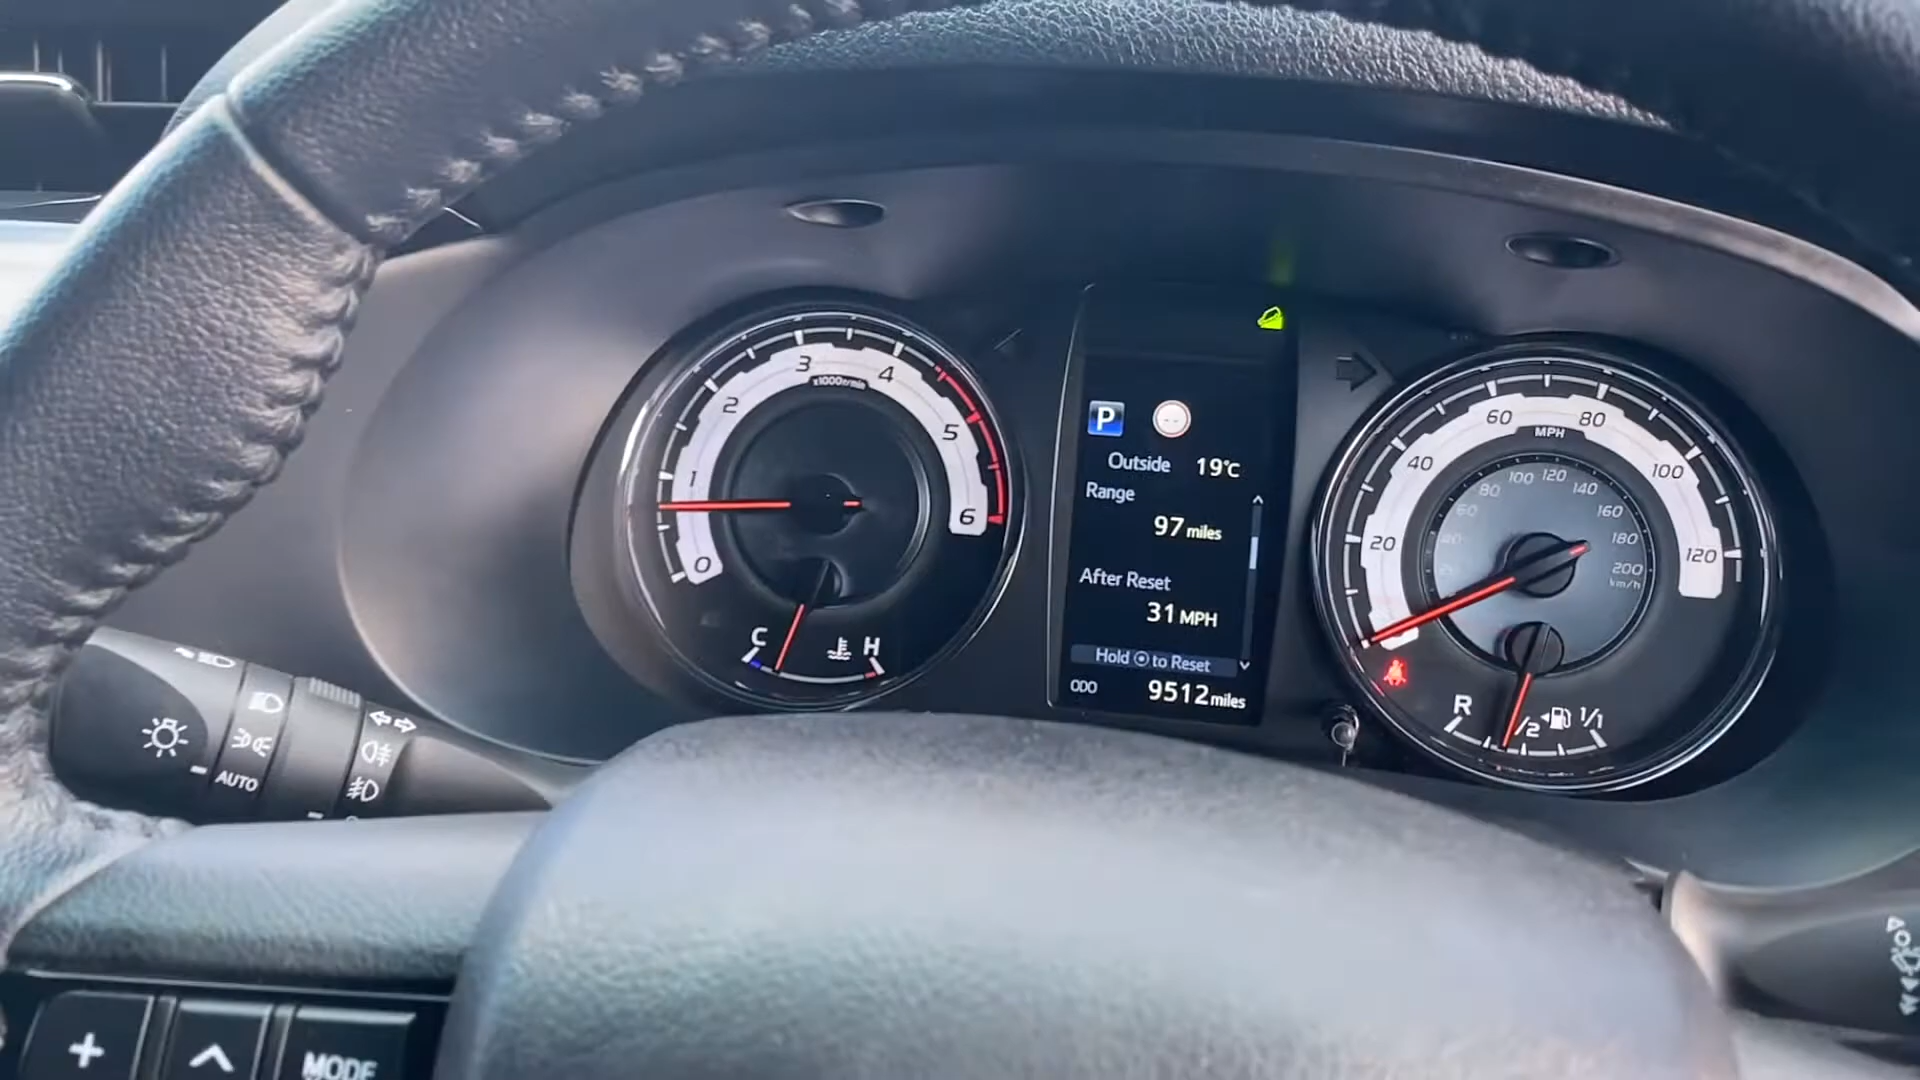 0
1
2
3
4
5
6
x1000r/min
C
H
P
--
Outside 19°C
Range
97 miles
After Reset
31 MPH
Hold to Reset
ODO 9512 miles
20
40
60
80
100
120
MPH
60
80
100
120
140
160
180
200
km/h
R
1/2
1/1
AUTO
+
MODE